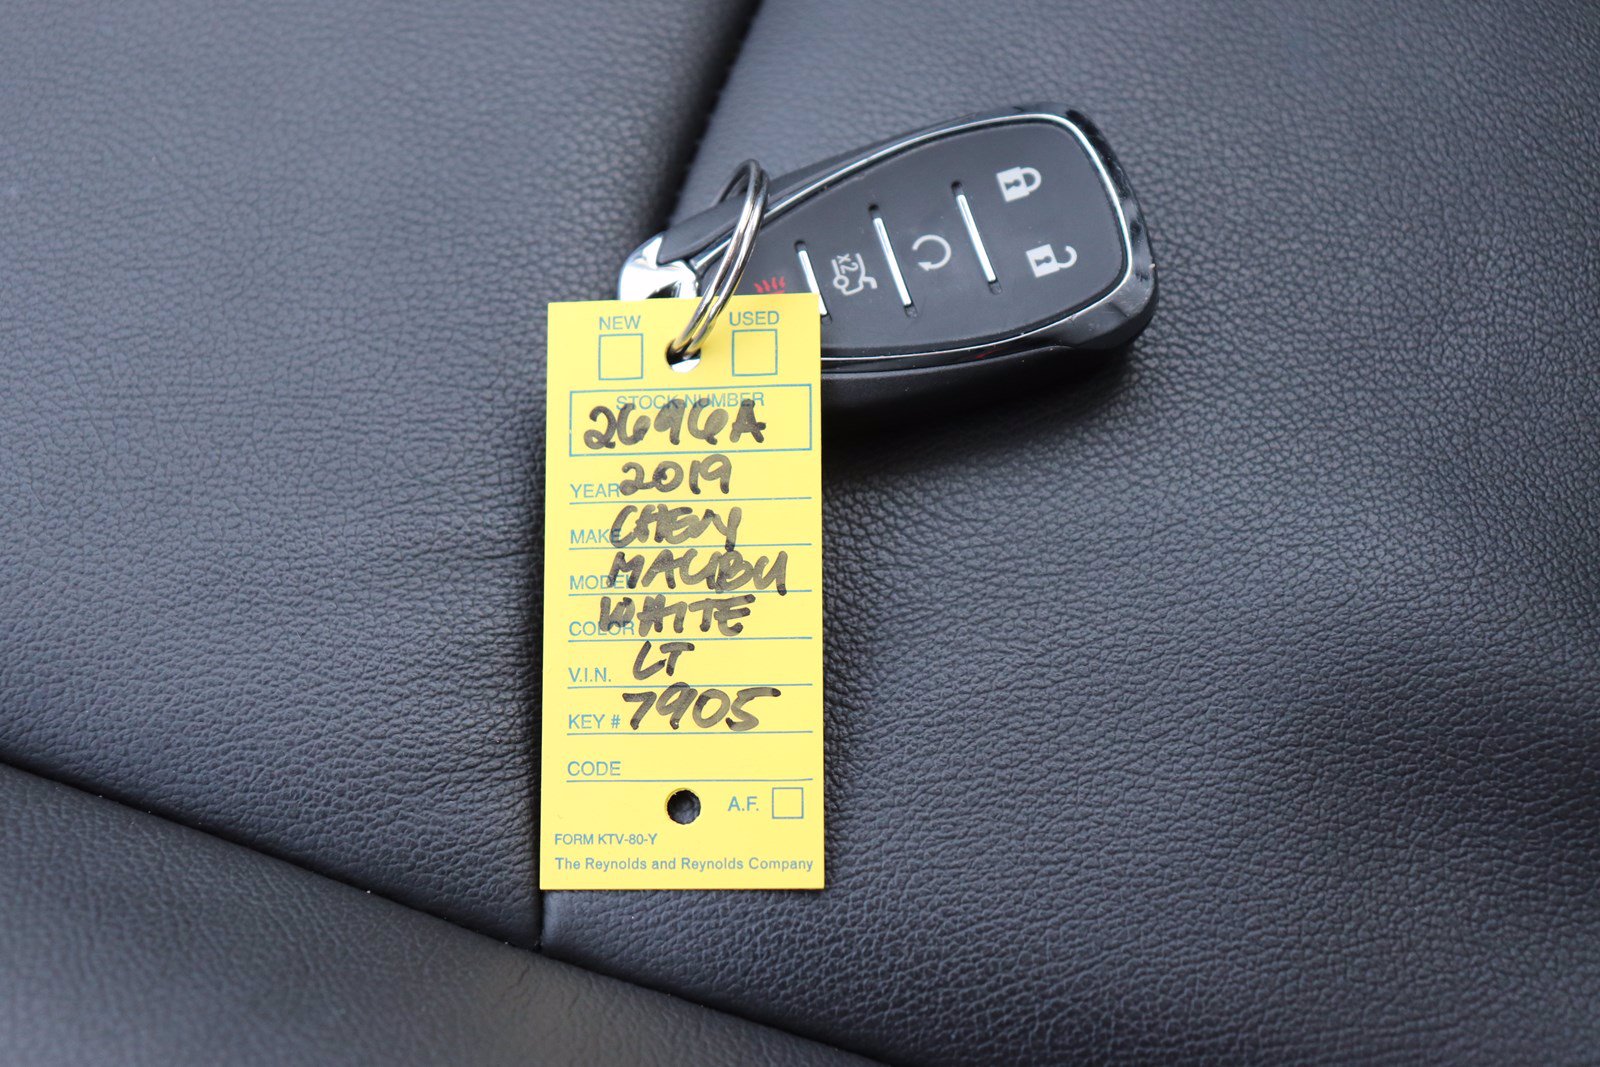 x2
NEW USED
STOCK NUMBER
2696A
YEAR 2019
MAKE CHEVY
MODEL MALIBU
COLOR WHITE
V.I.N. LT
KEY # 7905
CODE
A.F.
FORM KTV-80-Y
The Reynolds and Reynolds Company